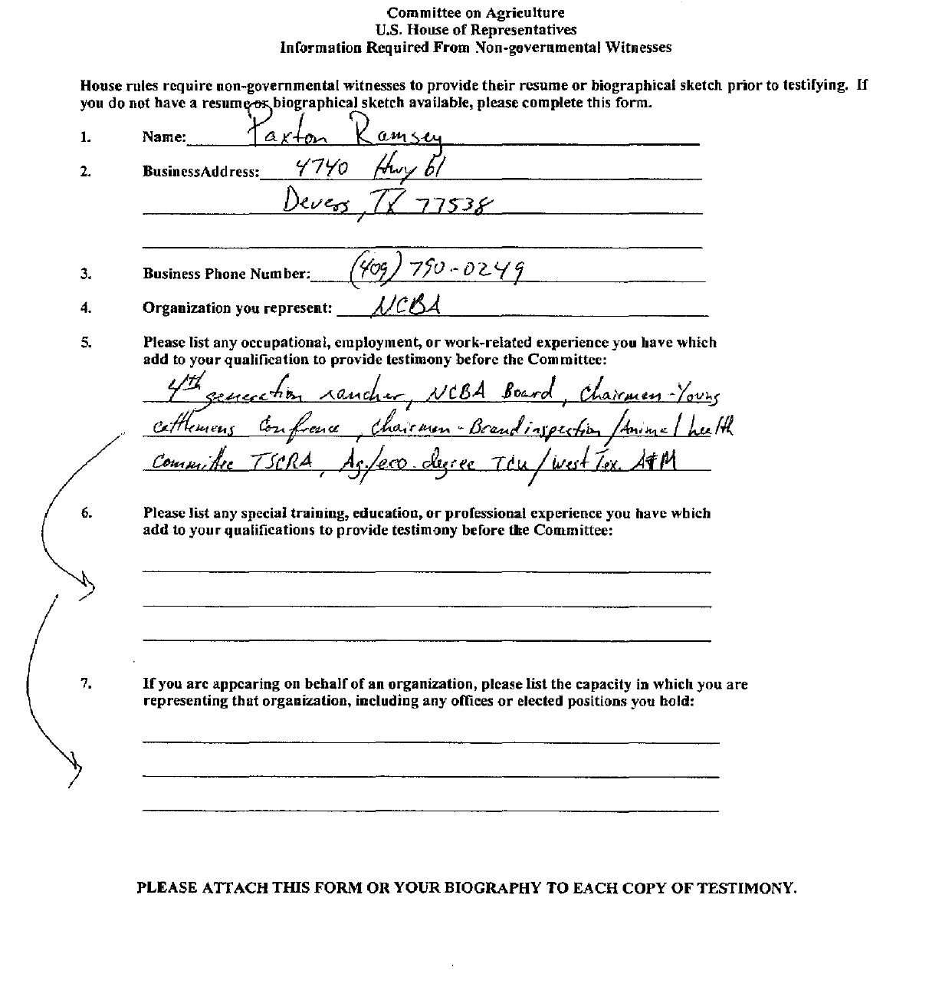 Committee on Agriculture
U.S. House of Representatives
Information Required From Non-governmental Witnesses
House rules require non-governmental witnesses to provide their resume or biographical sketch prior to testifying. If
you do not have a resume or biographical sketch available, please complete this form.
1. Name: Paxton Ramsey
2. BusinessAddress: 4740 Hwy 61
Devers, TX 77538
3. Business Phone Number: (409) 790-0249
4. Organization you represent: NCBA
5. Please list any occupational, employment, or work-related experience you have which
add to your qualification to provide testimony before the Committee:
4th generation rancher, NCBA Board, Chairmen-Young
cattlemens Confrence, Chairmen - Brand inspection/Animal health
Committee TSCRA, Ag./eco. degree TCU/West Tex. A&M
6. Please list any special training, education, or professional experience you have which
add to your qualifications to provide testimony before the Committee:
7. If you are appearing on behalf of an organization, please list the capacity in which you are
representing that organization, including any offices or elected positions you hold:
PLEASE ATTACH THIS FORM OR YOUR BIOGRAPHY TO EACH COPY OF TESTIMONY.